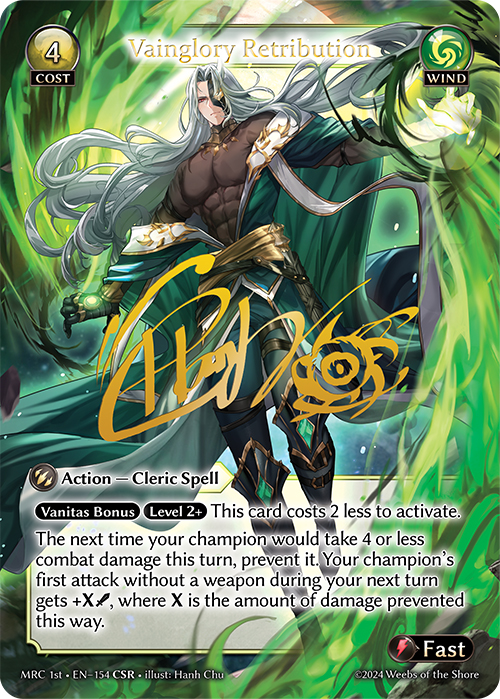 4
COST
Vainglory Retribution
WIND
Action — Cleric Spell
Vanitas Bonus Level 2+ This card costs 2 less to activate.
The next time your champion would take 4 or less
combat damage this turn, prevent it. Your champion's
first attack without a weapon during your next turn
gets +X, where X is the amount of damage prevented
this way.
Fast
MRC 1st • EN–154 CSR • illust: Hanh Chu
©2024 Weebs of the Shore